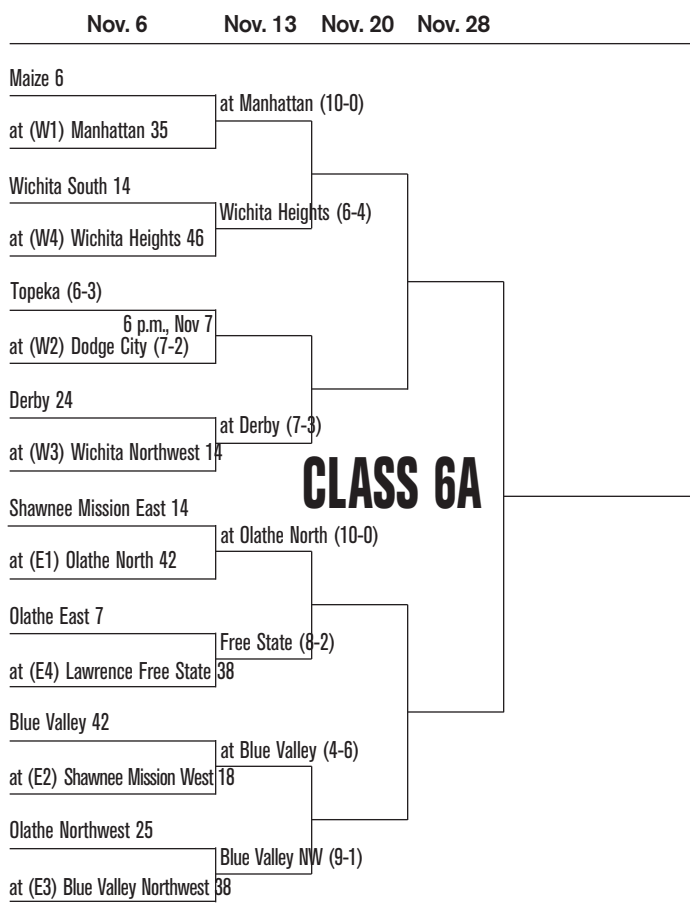 Nov. 6 Nov. 13 Nov. 20 Nov. 28
Maize 6
at Manhattan (10-0)
at (W1) Manhattan 35
Wichita South 14
Wichita Heights (6-4)
at (W4) Wichita Heights 46
Topeka (6-3)
6 p.m., Nov 7
at (W2) Dodge City (7-2)
Derby 24
at Derby (7-3)
at (W3) Wichita Northwest 14
CLASS 6A
Shawnee Mission East 14
at Olathe North (10-0)
at (E1) Olathe North 42
Olathe East 7
Free State (8-2)
at (E4) Lawrence Free State 38
Blue Valley 42
at Blue Valley (4-6)
at (E2) Shawnee Mission West 18
Olathe Northwest 25
Blue Valley NW (9-1)
at (E3) Blue Valley Northwest 38